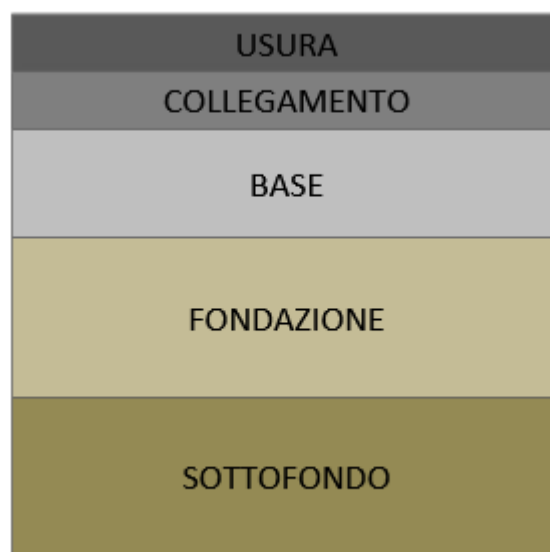 USURA
COLLEGAMENTO
BASE
FONDAZIONE
SOTTOFONDO